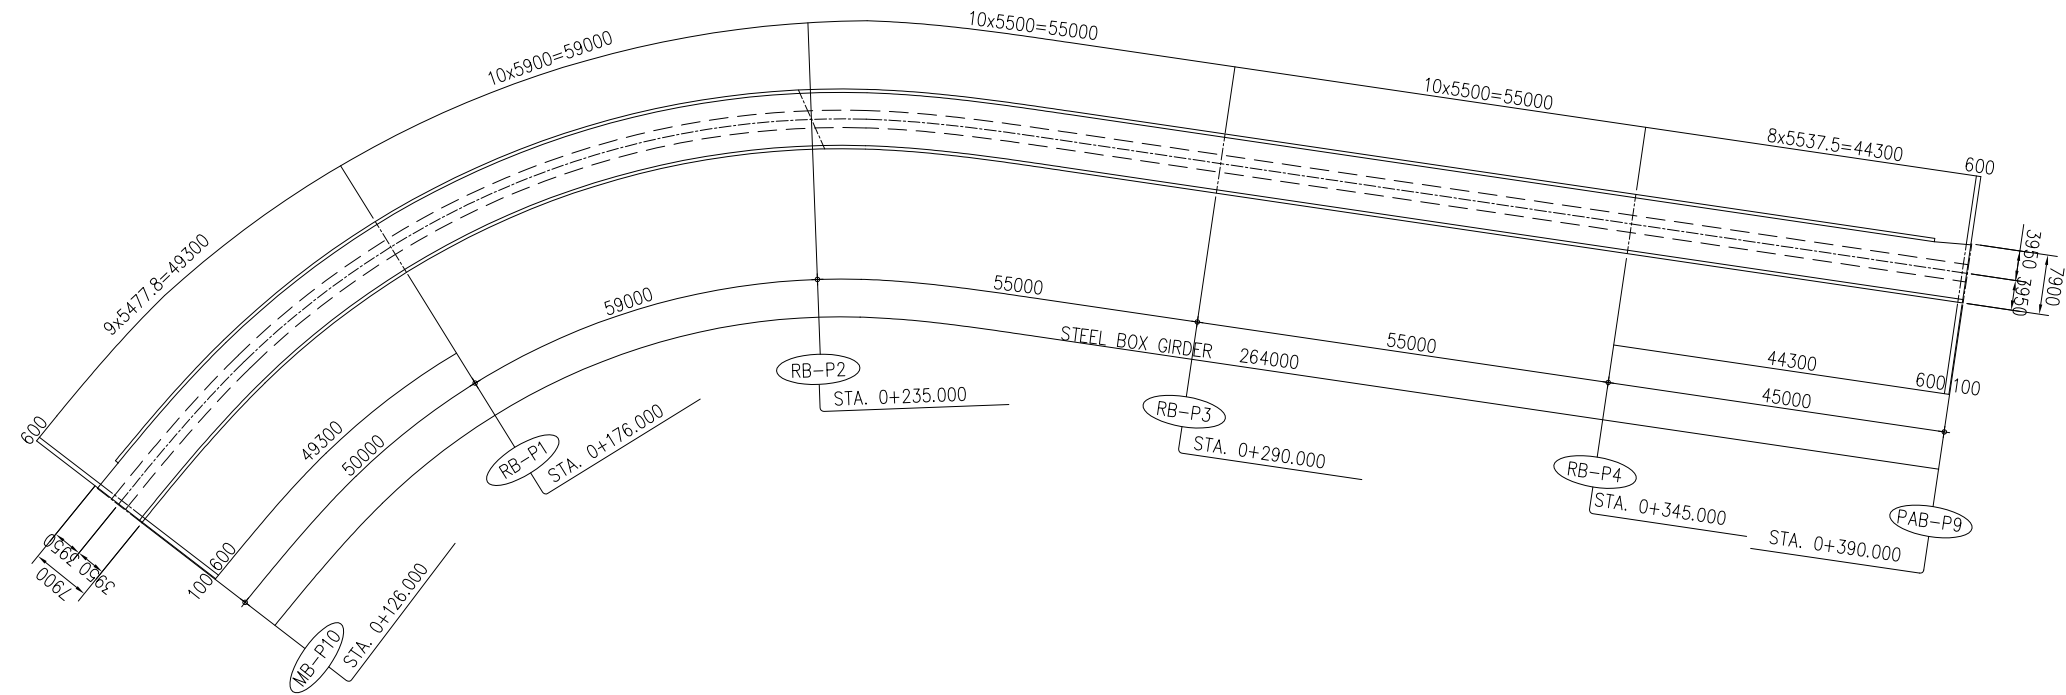 10x5500=55000
10x5900=59000
10x5500=55000
8x5537.5=44300
600
9x5477.8=49300
3950
3950
7900
59000
55000
STEEL BOX GIRDER 264000
55000
44300
600 100
45000
RB-P2
STA. 0+235.000
RB-P3
STA. 0+290.000
RB-P4
STA. 0+345.000
PAB-P9
STA. 0+390.000
600
49300
50000
RB-P1
STA. 0+176.000
3950
3950
7900
100 600
MB-P10
STA. 0+126.000